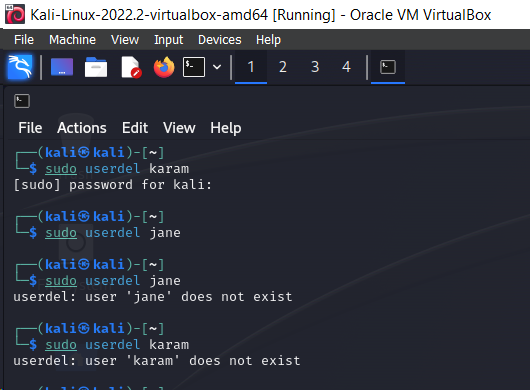 Kali-Linux-2022.2-virtualbox-amd64 [Running] - Oracle VM VirtualBox
File Machine View Input Devices Help
1 2 3 4
File Actions Edit View Help
┌──(kali㉿kali)-[~]
└─$ sudo userdel karam
[sudo] password for kali:
┌──(kali㉿kali)-[~]
└─$ sudo userdel jane
┌──(kali㉿kali)-[~]
└─$ sudo userdel jane
userdel: user 'jane' does not exist
┌──(kali㉿kali)-[~]
└─$ sudo userdel karam
userdel: user 'karam' does not exist